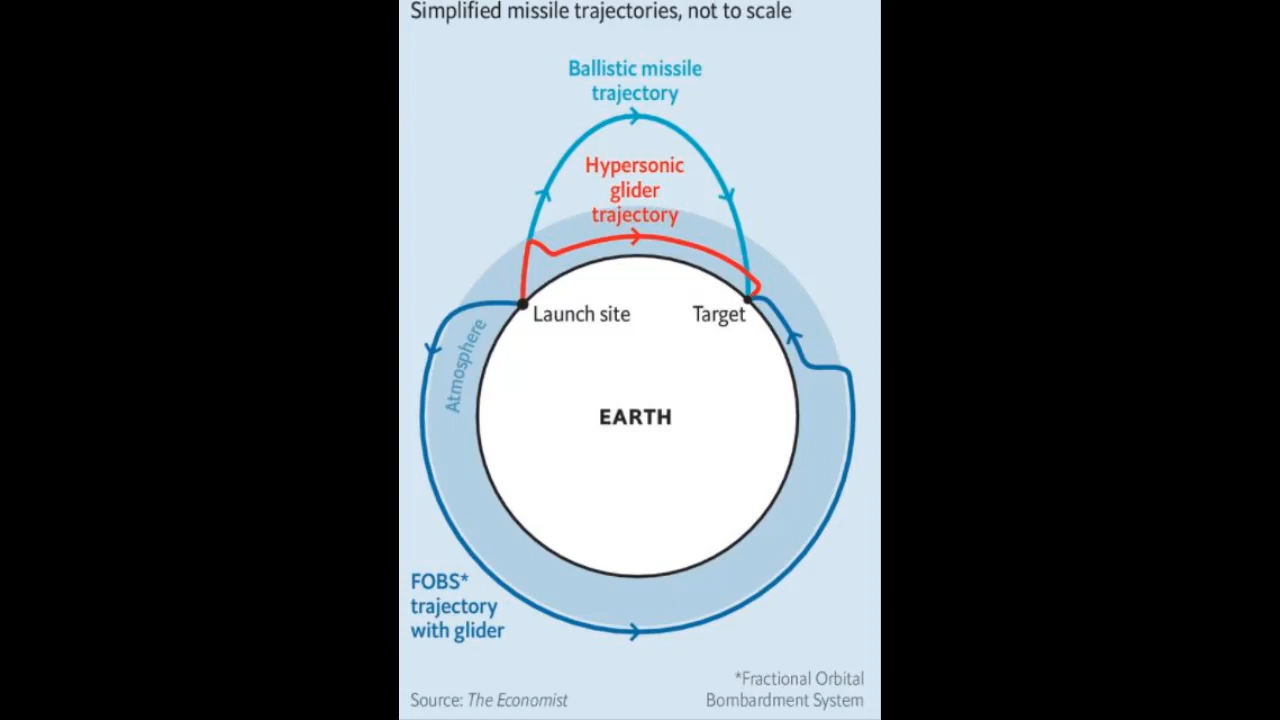 Simplified missile trajectories, not to scale
Ballistic missile
trajectory
Hypersonic
glider
trajectory
Launch site
Target
Atmosphere
EARTH
FOBS*
trajectory
with glider
*Fractional Orbital
Bombardment System
Source: The Economist